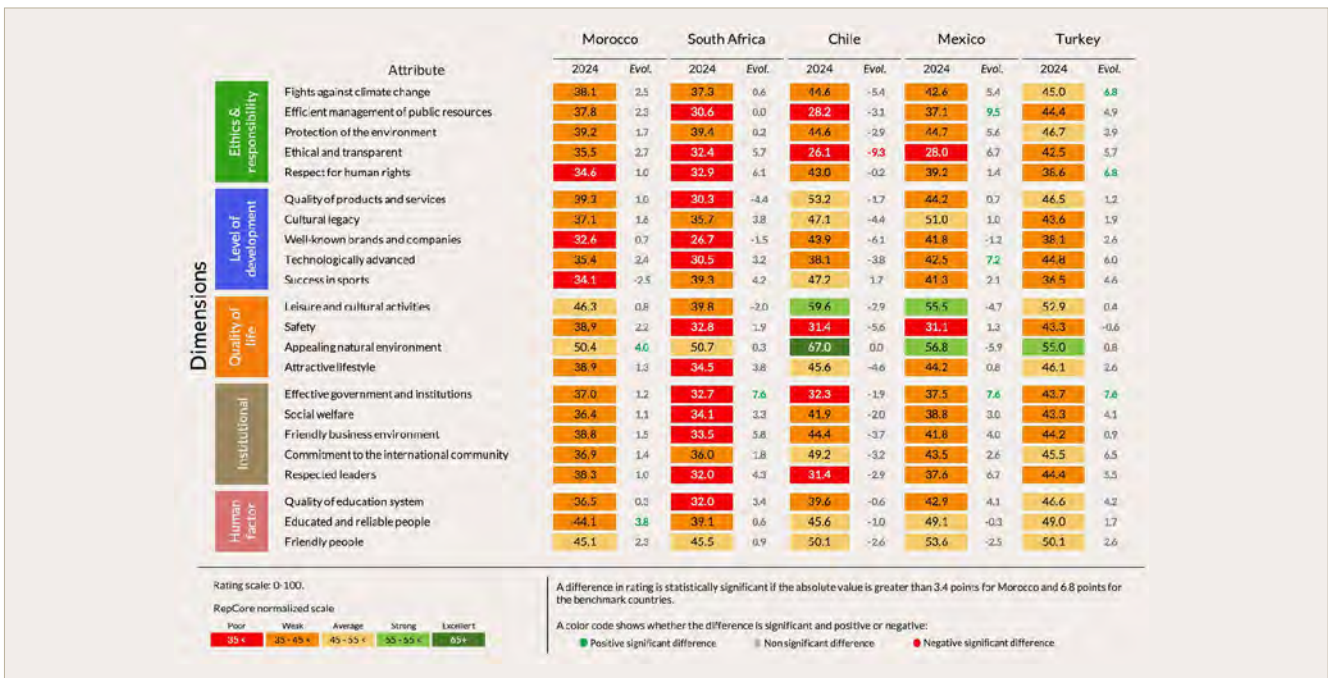 Morocco South Africa Chile Mexico Turkey
Attribute 2024 Evol. 2024 Evol. 2024 Evol. 2024 Evol. 2024 Evol.
Dimensions
Ethics & responsibility
Fights against climate change 38.1 2.5 37.3 0.6 44.6 -5.4 42.6 5.4 45.0 6.8
Efficient management of public resources 37.8 2.3 30.6 0.0 28.2 -3.1 37.1 9.5 44.4 4.9
Protection of the environment 39.2 1.7 39.4 0.2 44.6 -2.9 44.7 5.6 46.7 3.9
Ethical and transparent 35.5 2.7 32.4 5.7 26.1 -9.3 28.0 6.7 42.5 5.7
Respect for human rights 34.6 1.0 32.9 6.1 43.0 -0.2 39.2 1.4 38.6 6.8
Level of development
Quality of products and services 39.3 1.0 30.3 -4.4 53.2 -1.7 44.2 0.7 46.5 1.2
Cultural legacy 37.1 1.6 35.7 3.8 47.1 -4.4 51.0 1.0 43.6 1.9
Well-known brands and companies 32.6 0.7 26.7 -1.5 43.9 -6.1 41.8 -1.2 38.1 2.6
Technologically advanced 35.4 2.4 30.5 3.2 38.1 -3.8 42.5 7.2 44.8 6.0
Success in sports 34.1 -2.5 39.3 4.2 47.2 1.7 41.3 2.1 36.5 4.6
Quality of life
Leisure and cultural activities 46.3 0.8 39.8 -2.0 59.6 -2.9 55.5 -4.7 52.9 0.4
Safety 38.9 2.2 32.8 1.9 31.4 -5.6 31.1 1.3 43.3 -0.6
Appealing natural environment 50.4 4.0 50.7 0.3 67.0 0.0 56.8 -5.9 55.0 0.8
Attractive lifestyle 38.9 1.3 34.5 3.8 45.6 -4.6 44.2 0.8 46.1 2.6
Institutional
Effective government and institutions 37.0 1.2 32.7 7.6 32.3 -1.9 37.5 7.6 43.7 7.6
Social welfare 36.4 1.1 34.1 3.3 41.9 -2.0 38.8 3.0 43.3 4.1
Friendly business environment 38.8 1.5 33.5 5.8 44.4 -3.7 41.8 4.0 44.2 0.9
Commitment to the international community 36.9 1.4 36.0 1.8 49.2 -3.2 43.5 2.6 45.5 6.5
Respected leaders 38.3 1.0 32.0 4.3 31.4 -2.9 37.6 6.7 44.4 5.5
Human factor
Quality of education system 36.5 0.3 32.0 3.4 39.6 -0.6 42.9 4.1 46.6 4.2
Educated and reliable people 44.1 3.8 39.1 0.6 45.6 -1.0 49.1 -0.3 49.0 1.7
Friendly people 45.1 2.3 45.5 0.9 50.1 -2.6 53.6 -2.5 50.1 2.6
Rating scale: 0-100.
RepCore normalized scale
Poor Weak Average Strong Excellent
35 < 35 - 45 < 45 - 55 < 55 - 65 < 65+
A difference in rating is statistically significant if the absolute value is greater than 3.4 points for Morocco and 6.8 points for
the benchmark countries.
A color code shows whether the difference is significant and positive or negative:
Positive significant difference Non significant difference Negative significant difference